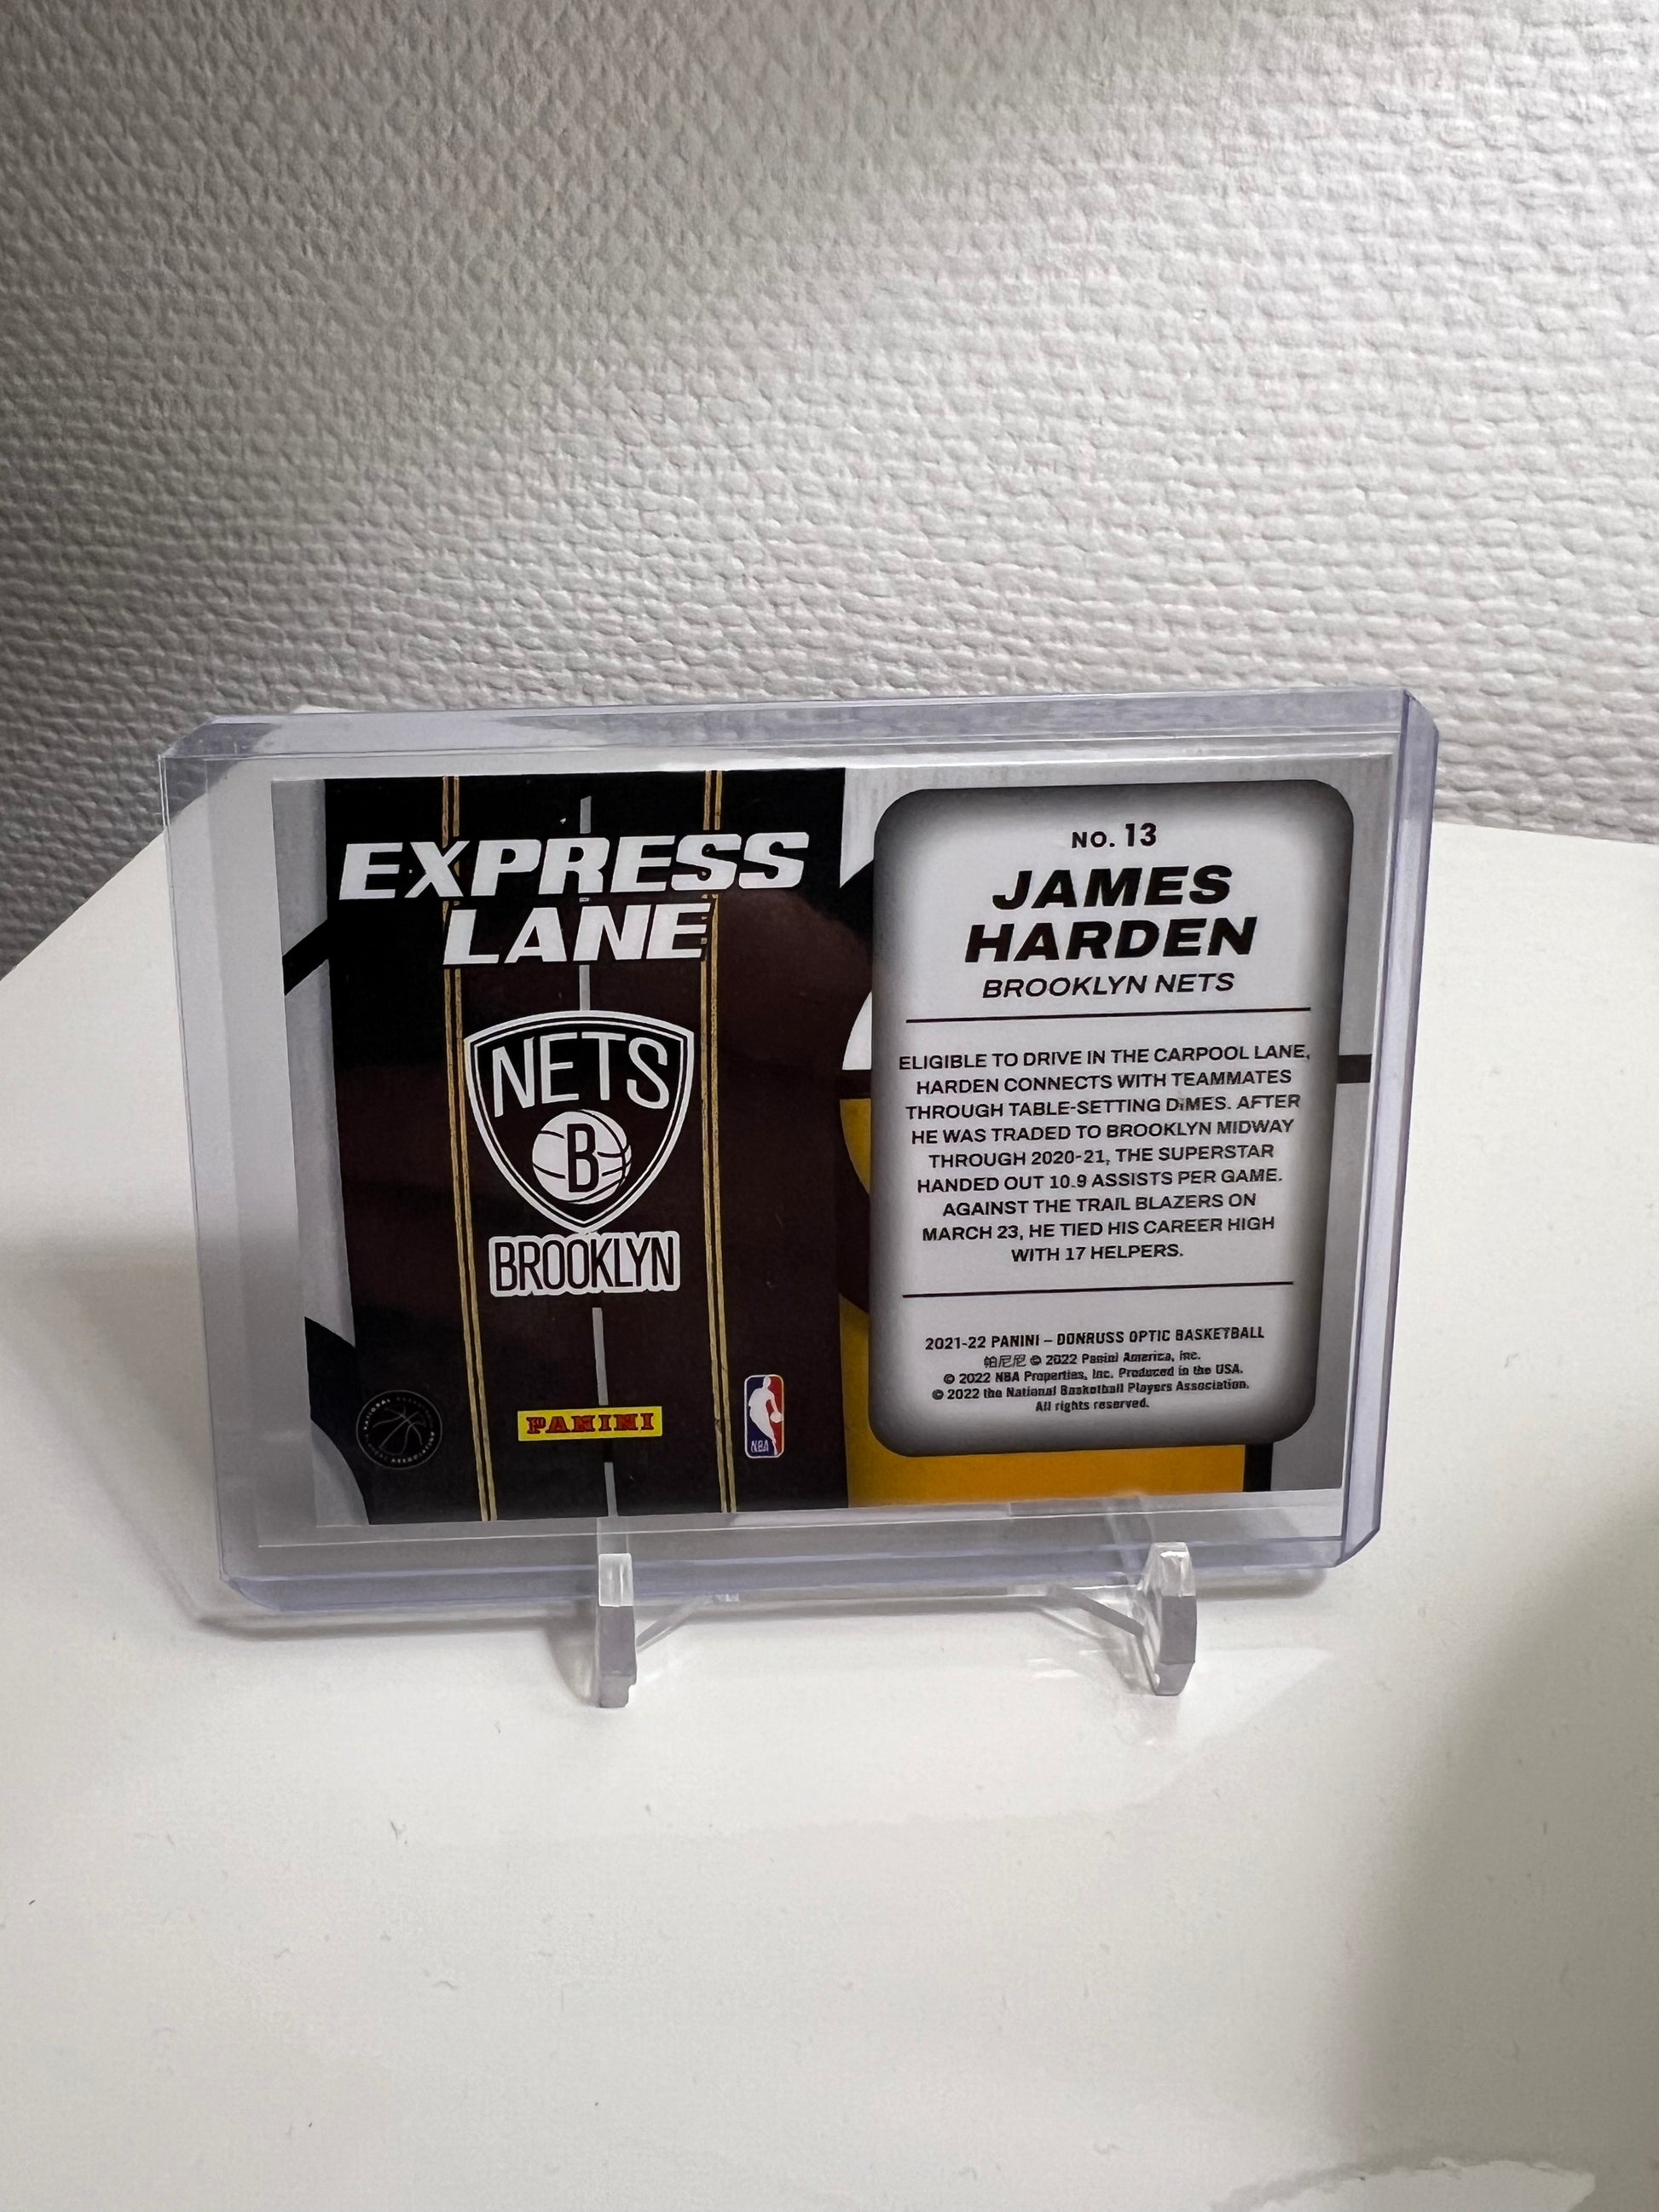 EXPRESS
LANE
NETS
B
BROOKLYN
PANINI
NBA
NO. 13
JAMES
HARDEN
BROOKLYN NETS
ELIGIBLE TO DRIVE IN THE CARPOOL LANE,
HARDEN CONNECTS WITH TEAMMATES
THROUGH TABLE-SETTING DIMES. AFTER
HE WAS TRADED TO BROOKLYN MIDWAY
THROUGH 2020-21, THE SUPERSTAR
HANDED OUT 10.9 ASSISTS PER GAME.
AGAINST THE TRAIL BLAZERS ON
MARCH 23, HE TIED HIS CAREER HIGH
WITH 17 HELPERS.
2021-22 PANINI – DONRUSS OPTIC BASKETBALL
帕尼尼 © 2022 Panini America, Inc.
© 2022 NBA Properties, Inc. Produced in the USA.
© 2022 the National Basketball Players Association.
All rights reserved.